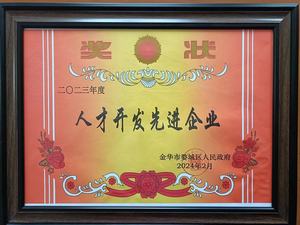 奖状
二〇二三年度
人才开发先进企业
金华市婺城区人民政府
2024年2月